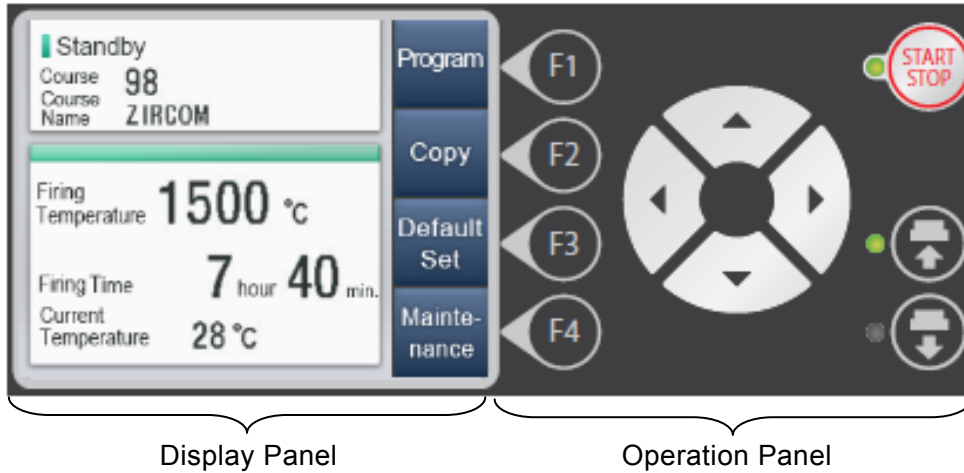 Standby
Course 98
Course Name ZIRCOM
Firing Temperature 1500 °C
Firing Time 7 hour 40 min.
Current Temperature 28 °C
Program
Copy
Default Set
Mainte-
nance
F1
F2
F3
F4
START
STOP
Display Panel
Operation Panel